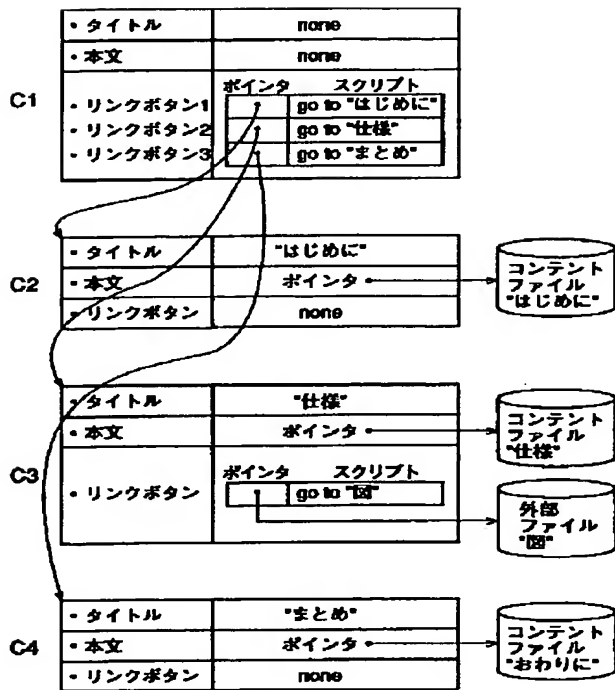 C1
・タイトル none
・本文 none
ポインタ スクリプト
・リンクボタン1 go to "はじめに"
・リンクボタン2 go to "仕様"
・リンクボタン3 go to "まとめ"
C2
・タイトル "はじめに"
・本文 ポインタ
・リンクボタン none
コンテント
ファイル
"はじめに"
C3
・タイトル "仕様"
・本文 ポインタ
ポインタ スクリプト
・リンクボタン go to "図"
コンテント
ファイル
"仕様"
外部
ファイル
"図"
C4
・タイトル "まとめ"
・本文 ポインタ
・リンクボタン none
コンテント
ファイル
"おわりに"